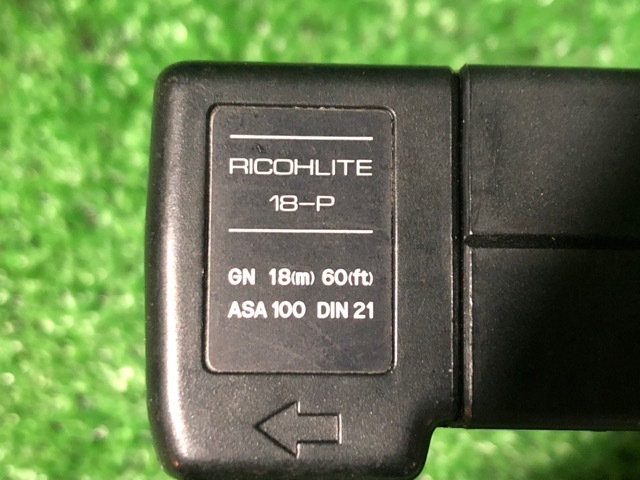 RICOHLITE
18-P
GN 18(m) 60(ft)
ASA 100 DIN 21